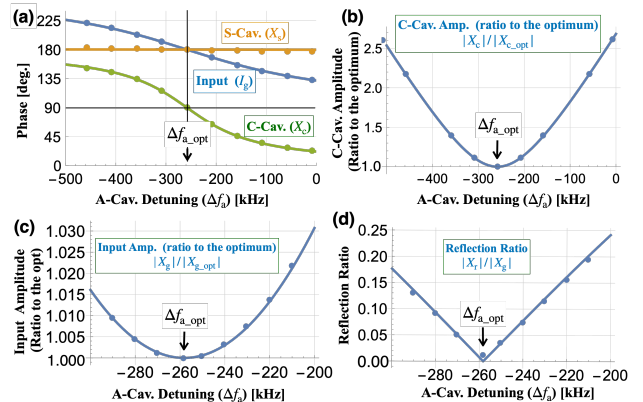 (a)
225
180
135
90
45
0
Phase [deg.]
S-Cav. (Xs)
Input (Ig)
C-Cav. (Xc)
Δfa_opt
-500 -400 -300 -200 -100 0
A-Cav. Detuning (Δfa) [kHz]
(b)
C-Cav. Amp. (ratio to the optimum)
|Xc|/|Xc_opt|
2.5
2.0
1.5
1.0
C-Cav. Amplitude
(Ratio to the optimum)
Δfa_opt
-400 -300 -200 -100 0
A-Cav. Detuning (Δfa) [kHz]
(c)
1.030
1.025
1.020
1.015
1.010
1.005
1.000
Input Amplitude
(Ratio to the opt)
Input Amp. (ratio to the optimum)
|Xg|/|Xg_opt|
Δfa_opt
-280 -260 -240 -220 -200
A-Cav. Detuning (Δfa) [kHz]
(d)
0.25
0.20
0.15
0.10
0.05
0.00
Reflection Ratio
Reflection Ratio
|Xr|/|Xg|
Δfa_opt
-280 -260 -240 -220 -200
A-Cav. Detuning (Δfa) [kHz]